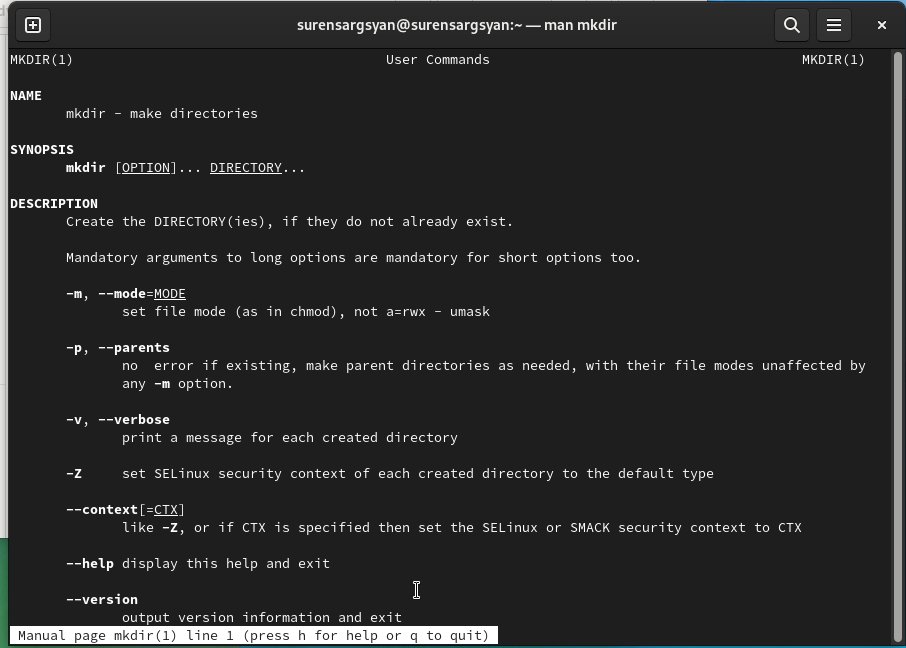 surensargsyan@surensargsyan:~ — man mkdir
MKDIR(1) User Commands MKDIR(1)
NAME
mkdir - make directories
SYNOPSIS
mkdir [OPTION]... DIRECTORY...
DESCRIPTION
Create the DIRECTORY(ies), if they do not already exist.
Mandatory arguments to long options are mandatory for short options too.
-m, --mode=MODE
set file mode (as in chmod), not a=rwx - umask
-p, --parents
no  error if existing, make parent directories as needed, with their file modes unaffected by
any -m option.
-v, --verbose
print a message for each created directory
-Z set SELinux security context of each created directory to the default type
--context[=CTX]
like -Z, or if CTX is specified then set the SELinux or SMACK security context to CTX
--help display this help and exit
--version
output version information and exit
Manual page mkdir(1) line 1 (press h for help or q to quit)